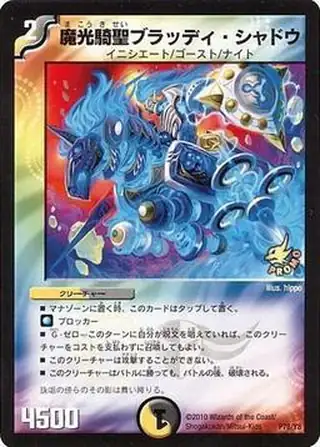 2
まこうきせい
魔光騎聖ブラッディ・シャドウ
イニシエート/ゴースト/ナイト
PROMO
illus. hippo
クリーチャー
■ マナゾーンに置く時、このカードはタップして置く。
■ ブロッカー
■ G・ゼロ―このターンに自分が呪文を唱えていれば、このクリーチャーをコストを支払わずに召喚してもよい。
■ このクリーチャーは攻撃することができない。
■ このクリーチャーはバトルに勝っても、バトルの後、破壊される。
抜呪の傍らのその影に舞い降りる。
4500
©2010 Wizards of the Coast/
Shogakukan/Mitsui-Kids
P79/Y8